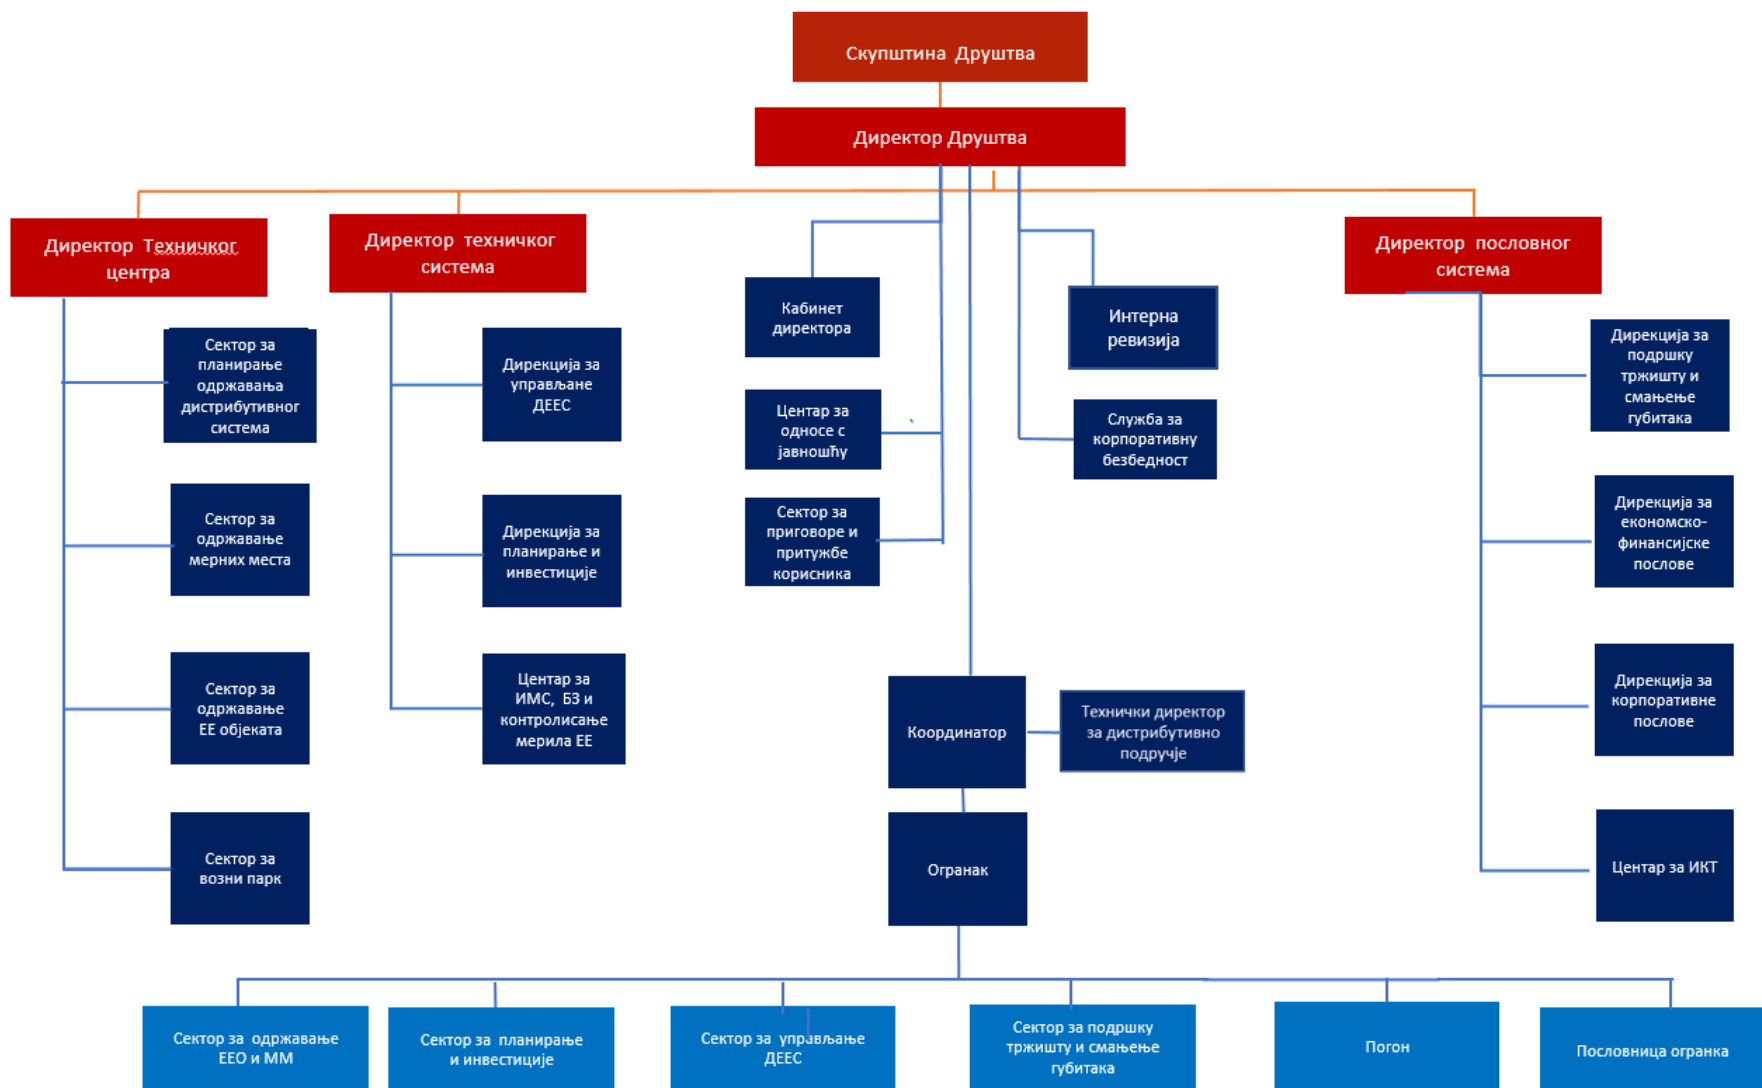 Скупштина Друштва
Директор Друштва
Директор Техничког
центра
Директор техничког
система
Директор пословног
система
Кабинет
директора
Интерна
ревизија
Центар за
односе с
јавношћу
Служба за
корпоративну
безбедност
Сектор за
приговоре и
притужбе
корисника
Сектор за
планирање
одржавања
дистрибутивног
система
Сектор за
одржавање
мерних места
Сектор за
одржавање
ЕЕ објеката
Сектор за
возни парк
Дирекција за
управљане
ДЕЕС
Дирекција за
планирање и
инвестиције
Центар за
ИМС, БЗ и
контролисање
мерила ЕЕ
Координатор
Технички директор
за дистрибутивно
подручје
Огранак
Дирекција за
подршку
тржишту и
смањење
губитака
Дирекција за
економско-
финансијске
послове
Дирекција за
корпоративне
послове
Центар за ИКТ
Сектор за одржавање
ЕЕО и ММ
Сектор за планирање
и инвестиције
Сектор за управљање
ДЕЕС
Сектор за подршку
тржишту и смањење
губитака
Погон
Пословница огранка